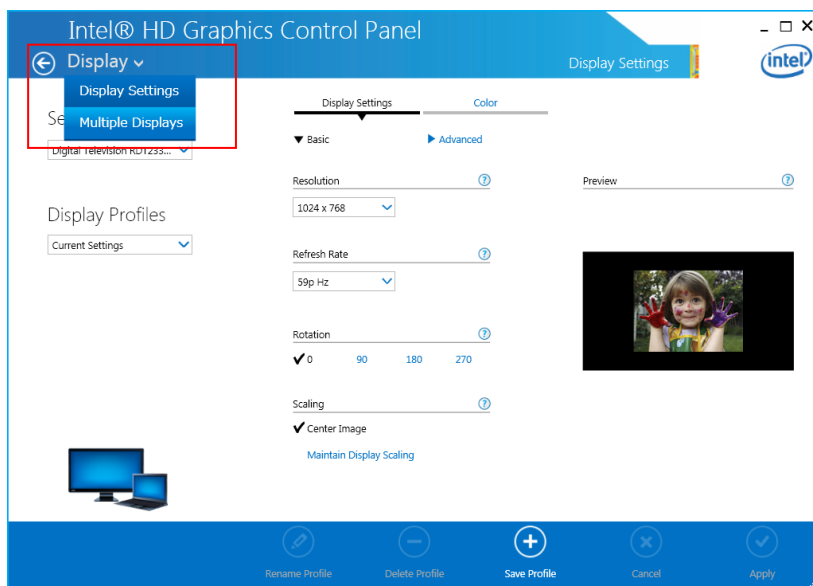 Intel® HD Graphics Control Panel
Display
Display Settings
intel
Display Settings
Multiple Displays
Se
Digital Television RDT233...
Display Profiles
Current Settings
Display Settings
Color
Basic
Advanced
Resolution
?
1024 x 768
Refresh Rate
?
59p Hz
Rotation
?
0 90 180 270
Scaling
?
Center Image
Maintain Display Scaling
Preview
?
Rename Profile
Delete Profile
Save Profile
Cancel
Apply